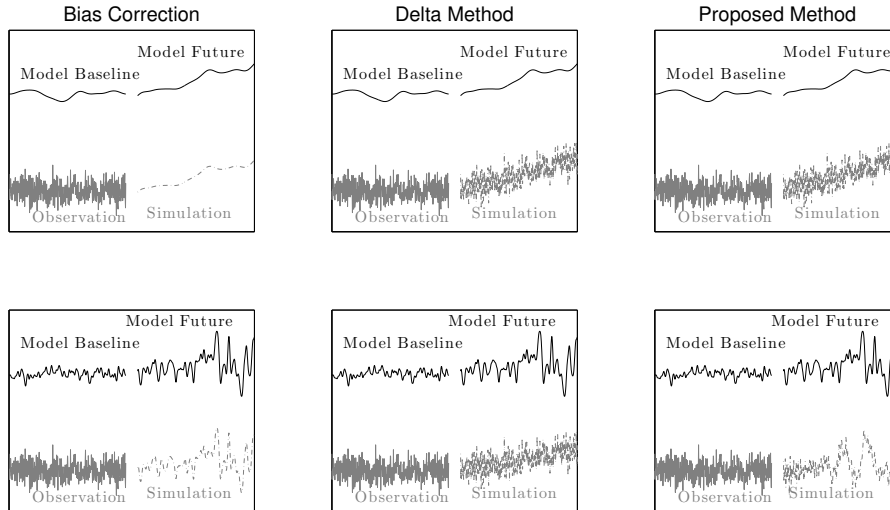 Bias Correction
Delta Method
Proposed Method
Model Future
Model Baseline
Observation
Simulation
Model Future
Model Baseline
Observation
Simulation
Model Future
Model Baseline
Observation
Simulation
Model Future
Model Baseline
Observation
Simulation
Model Future
Model Baseline
Observation
Simulation
Model Future
Model Baseline
Observation
Simulation